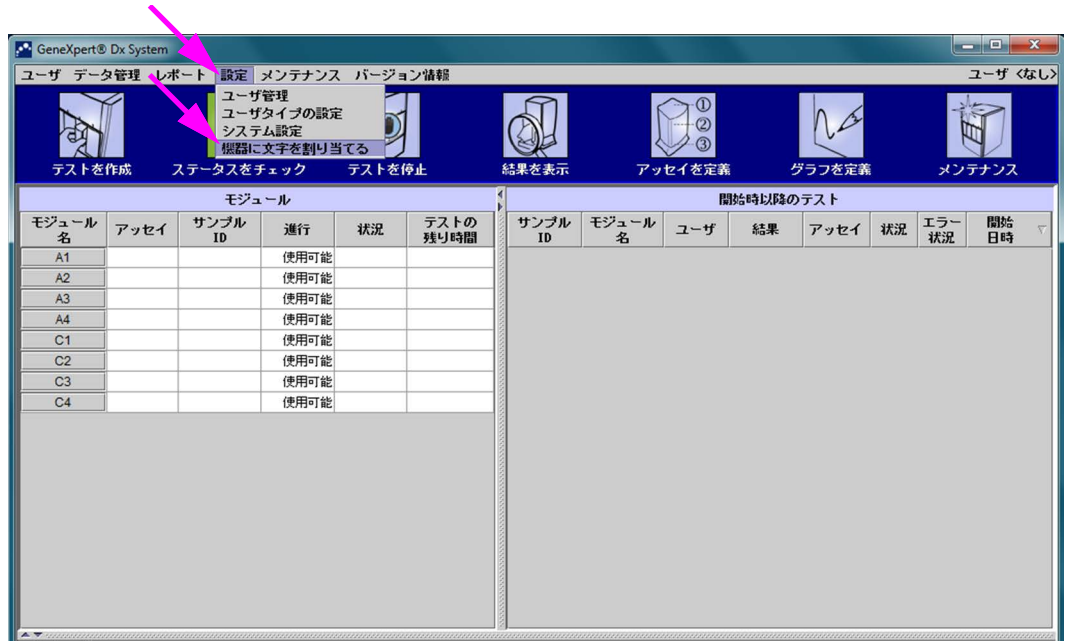 GeneXpert® Dx System
ユーザ データ管理 レポート 設定 メンテナンス バージョン情報 ユーザ <なし>
ユーザ管理
ユーザタイプの設定
システム設定
機器に文字を割り当てる
① ② ③
テストを作成 ステータスをチェック テストを停止 結果を表示 アッセイを定義 グラフを定義 メンテナンス
モジュール
モジュール名 アッセイ サンプルID 進行 状況 テストの残り時間
A1 使用可能
A2 使用可能
A3 使用可能
A4 使用可能
C1 使用可能
C2 使用可能
C3 使用可能
C4 使用可能
開始時以降のテスト
サンプルID モジュール名 ユーザ 結果 アッセイ 状況 エラー状況 開始日時